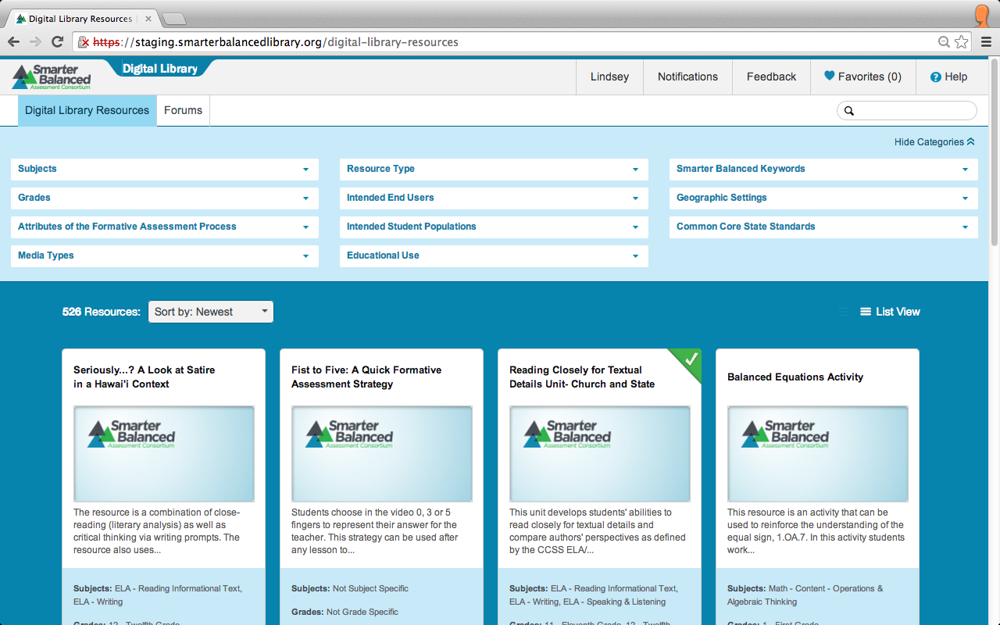 Digital Library Resources
https://staging.smarterbalancedlibrary.org/digital-library-resources
Smarter
Balanced
Assessment Consortium
Digital Library
Lindsey
Notifications
Feedback
Favorites (0)
Help
Digital Library Resources
Forums
Hide Categories
Subjects
Resource Type
Smarter Balanced Keywords
Grades
Intended End Users
Geographic Settings
Attributes of the Formative Assessment Process
Intended Student Populations
Common Core State Standards
Media Types
Educational Use
526 Resources:
Sort by: Newest
List View
Seriously...? A Look at Satire
in a Hawai'i Context
Smarter
Balanced
Assessment Consortium
The resource is a combination of close-
reading (literary analysis) as well as
critical thinking via writing prompts. The
resource also uses...
Subjects: ELA - Reading Informational Text,
ELA - Writing
Grades: 12 - Twelfth Grade
Fist to Five: A Quick Formative
Assessment Strategy
Smarter
Balanced
Assessment Consortium
Students choose in the video 0, 3 or 5
fingers to represent their answer for the
teacher. This strategy can be used after
any lesson to...
Subjects: Not Subject Specific
Grades: Not Grade Specific
Reading Closely for Textual
Details Unit- Church and State
Smarter
Balanced
Assessment Consortium
This unit develops students' abilities to
read closely for textual details and
compare authors' perspectives as defined
by the CCSS ELA/...
Subjects: ELA - Reading Informational Text,
ELA - Writing, ELA - Speaking & Listening
Grades: 11 - Eleventh Grade, 12 - Twelfth
Balanced Equations Activity
Smarter
Balanced
Assessment Consortium
This resource is an activity that can be
used to reinforce the understanding of the
equal sign, 1.OA.7. In this activity students
work...
Subjects: Math - Content - Operations &
Algebraic Thinking
Grades: 1 - First Grade